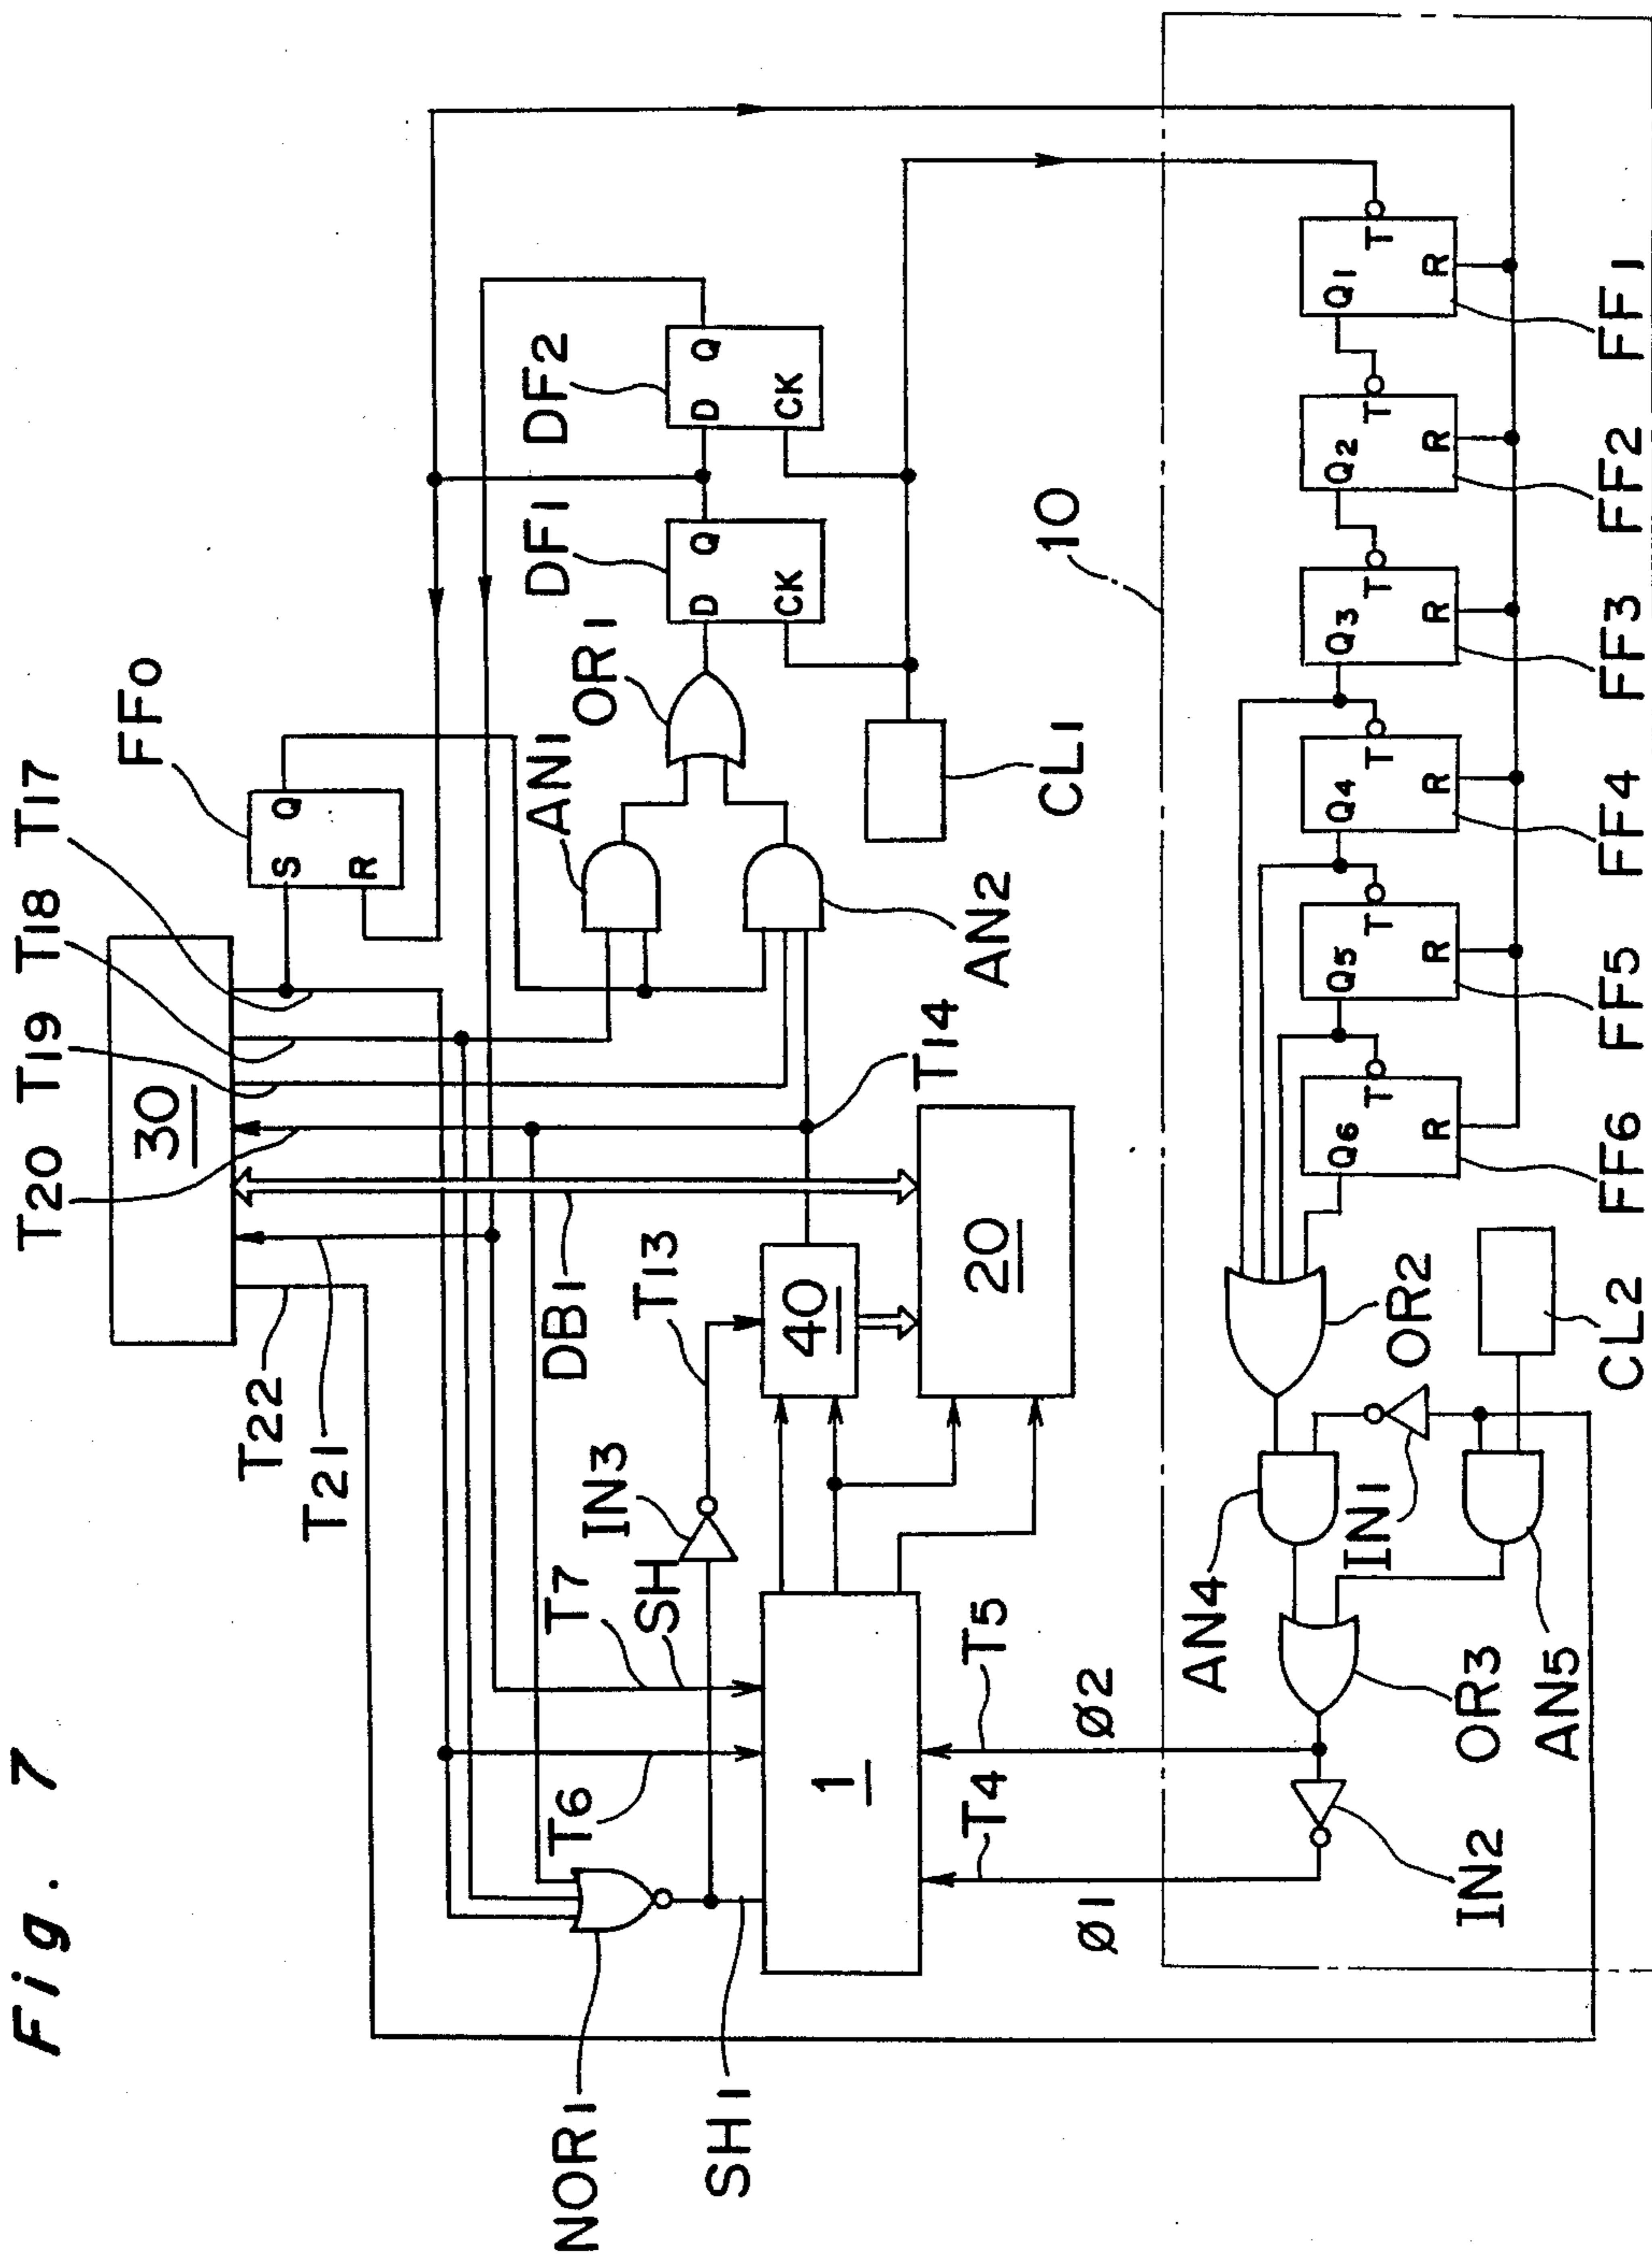 Fig. 7
T22
T21
T20
T19
T18
T17
FF0
30
S
Q
R
T6
T7
SH
IN3
T13
DB1
T14
AN1
AN2
OR1
DF1
D
Q
CK
DF2
D
Q
CK
CL1
NOR1
SH1
1
40
20
T4
T5
Ø1
Ø2
10
IN2
OR3
AN4
AN5
IN1
OR2
CL2
Q6
T
R
Q5
T
R
Q4
T
R
Q3
T
R
Q2
T
R
Q1
T
R
FF6
FF5
FF4
FF3
FF2
FF1